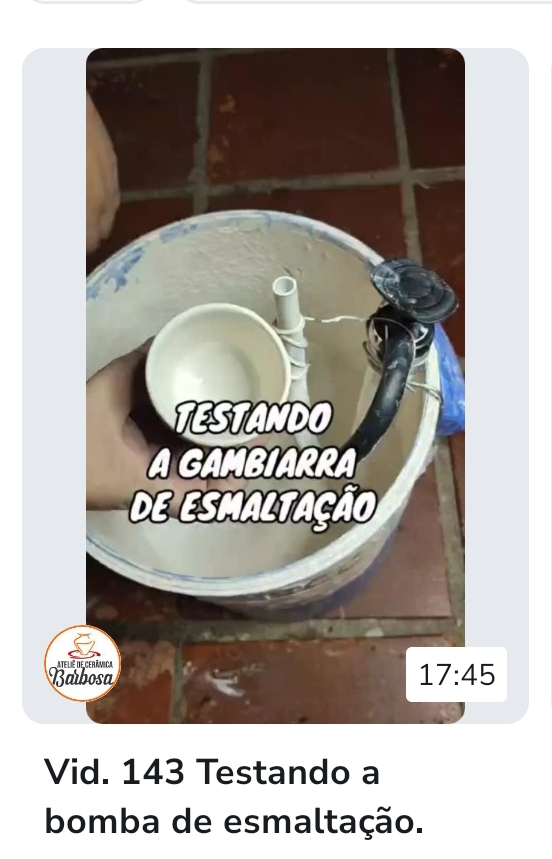 TESTANDO
A GAMBIARRA
DE ESMALTAÇÃO
ATELIÊ DE CERÂMICA
Barbosa
17:45
Vid. 143 Testando a
bomba de esmaltação.